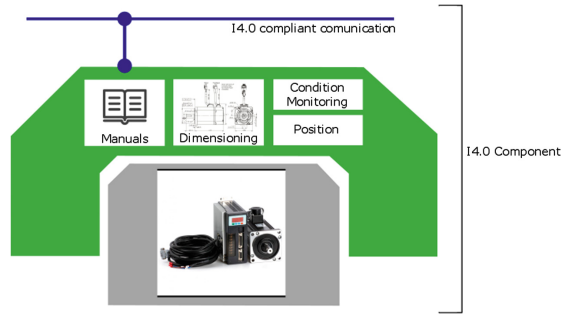 I4.0 compliant comunication
Condition
Monitoring
Manuals
Dimensioning
Position
I4.0 Component